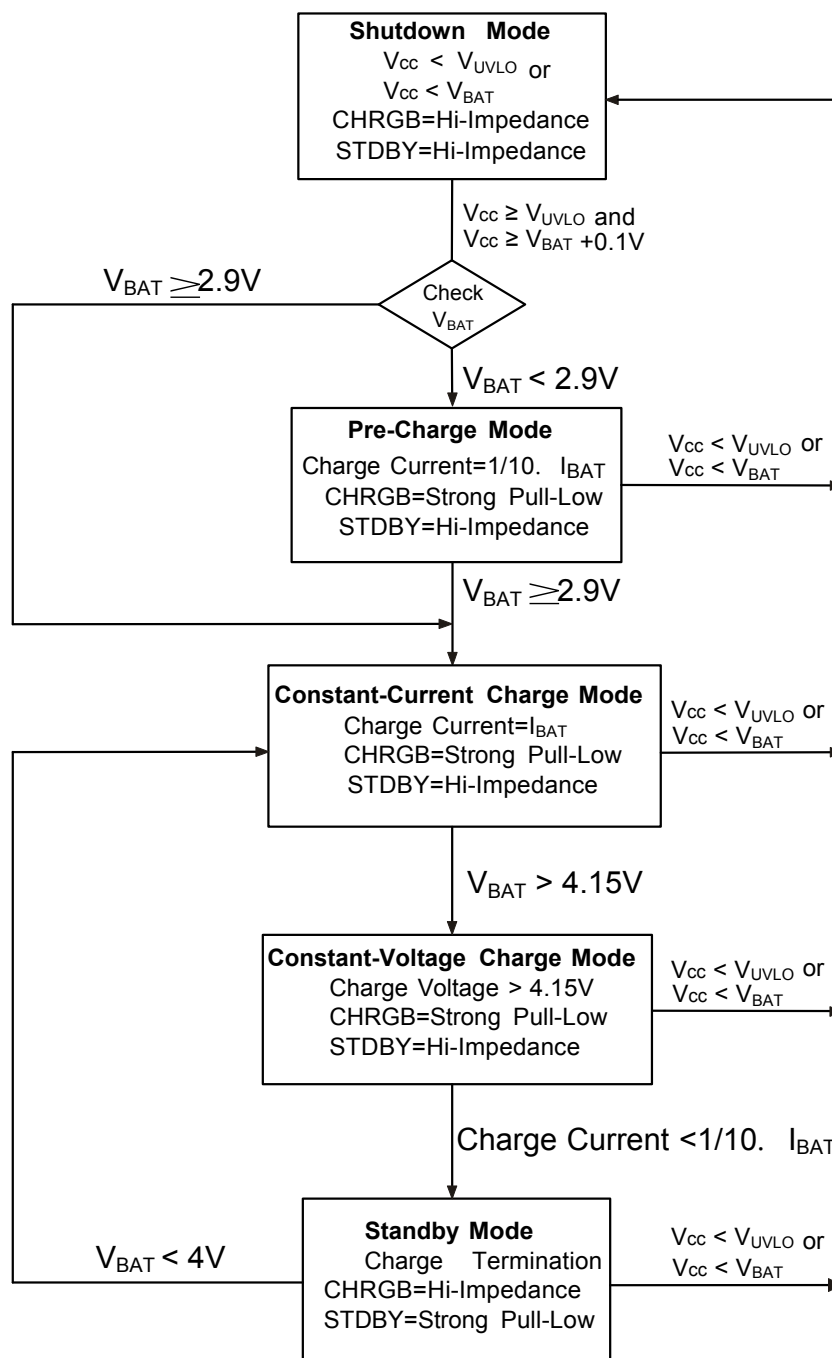 Shutdown Mode
Vcc < VUVLO or
Vcc < VBAT
CHRGB=Hi-Impedance
STDBY=Hi-Impedance
Vcc ≥ VUVLO and
Vcc ≥ VBAT +0.1V
VBAT ≥2.9V
Check
VBAT
VBAT < 2.9V
Pre-Charge Mode
Charge Current=1/10. IBAT
CHRGB=Strong Pull-Low
STDBY=Hi-Impedance
Vcc < VUVLO or
Vcc < VBAT
VBAT ≥2.9V
Constant-Current Charge Mode
Charge Current=IBAT
CHRGB=Strong Pull-Low
STDBY=Hi-Impedance
Vcc < VUVLO or
Vcc < VBAT
VBAT > 4.15V
Constant-Voltage Charge Mode
Charge Voltage > 4.15V
CHRGB=Strong Pull-Low
STDBY=Hi-Impedance
Vcc < VUVLO or
Vcc < VBAT
Charge Current <1/10. IBAT
Standby Mode
Charge Termination
CHRGB=Hi-Impedance
STDBY=Strong Pull-Low
VBAT < 4V
Vcc < VUVLO or
Vcc < VBAT